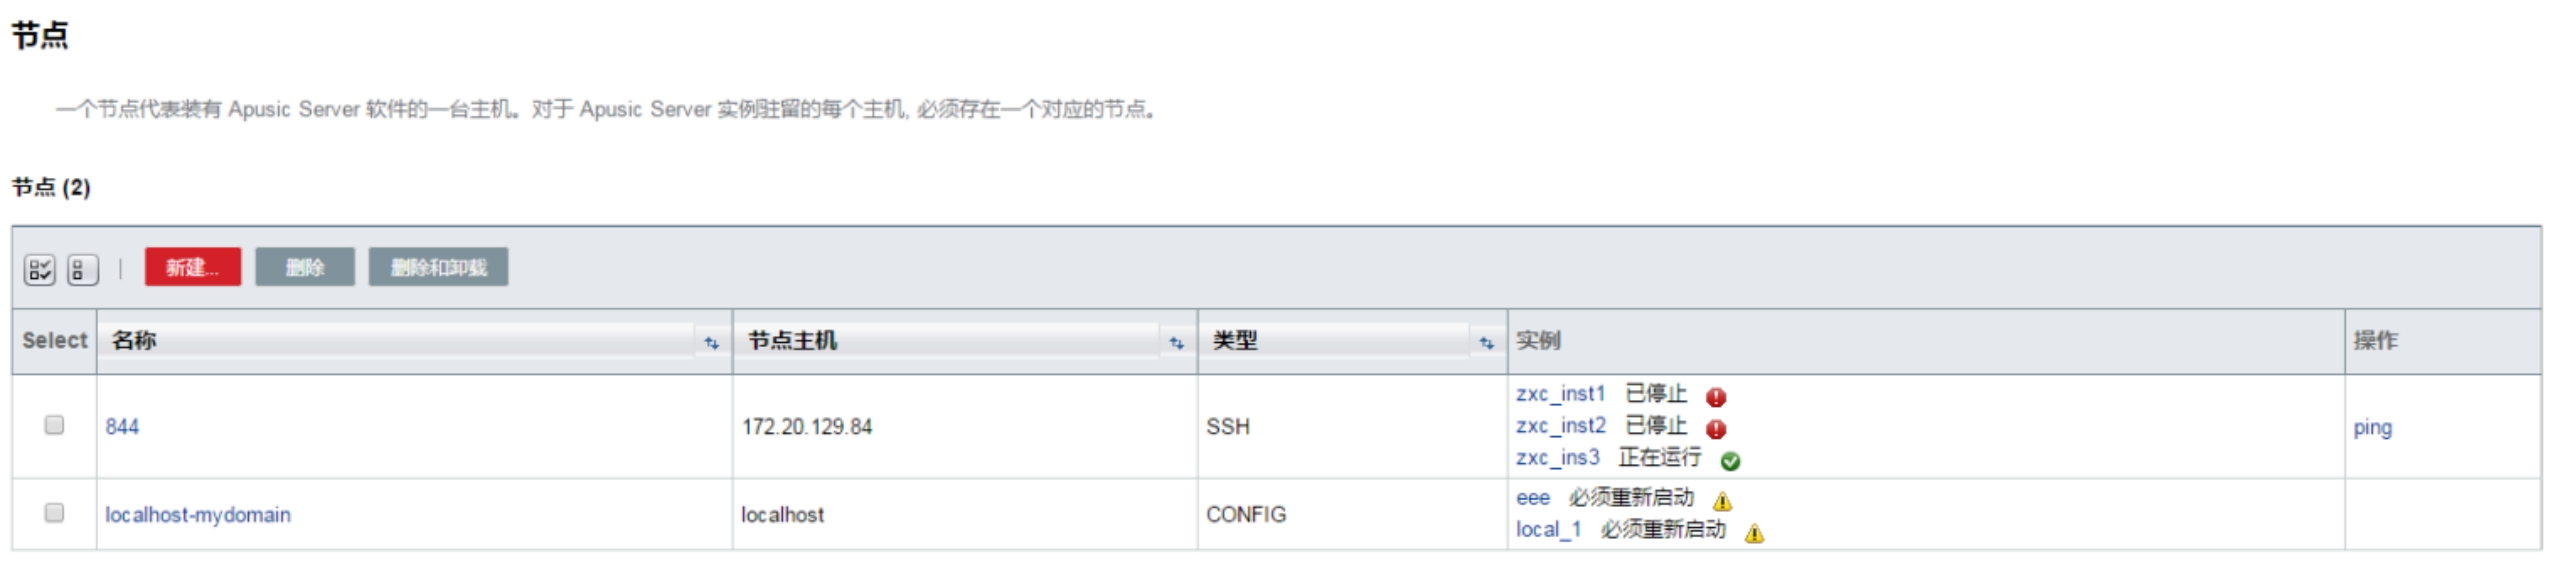 节点
一个节点代表装有 Apusic Server 软件的一台主机。对于 Apusic Server 实例驻留的每个主机, 必须存在一个对应的节点。
节点 (2)
新建... 删除 删除和卸载
Select 名称 节点主机 类型 实例 操作
844 172.20.129.84 SSH zxc_inst1 已停止 ping
zxc_inst2 已停止
zxc_ins3 正在运行
localhost-mydomain localhost CONFIG eee 必须重新启动
local_1 必须重新启动